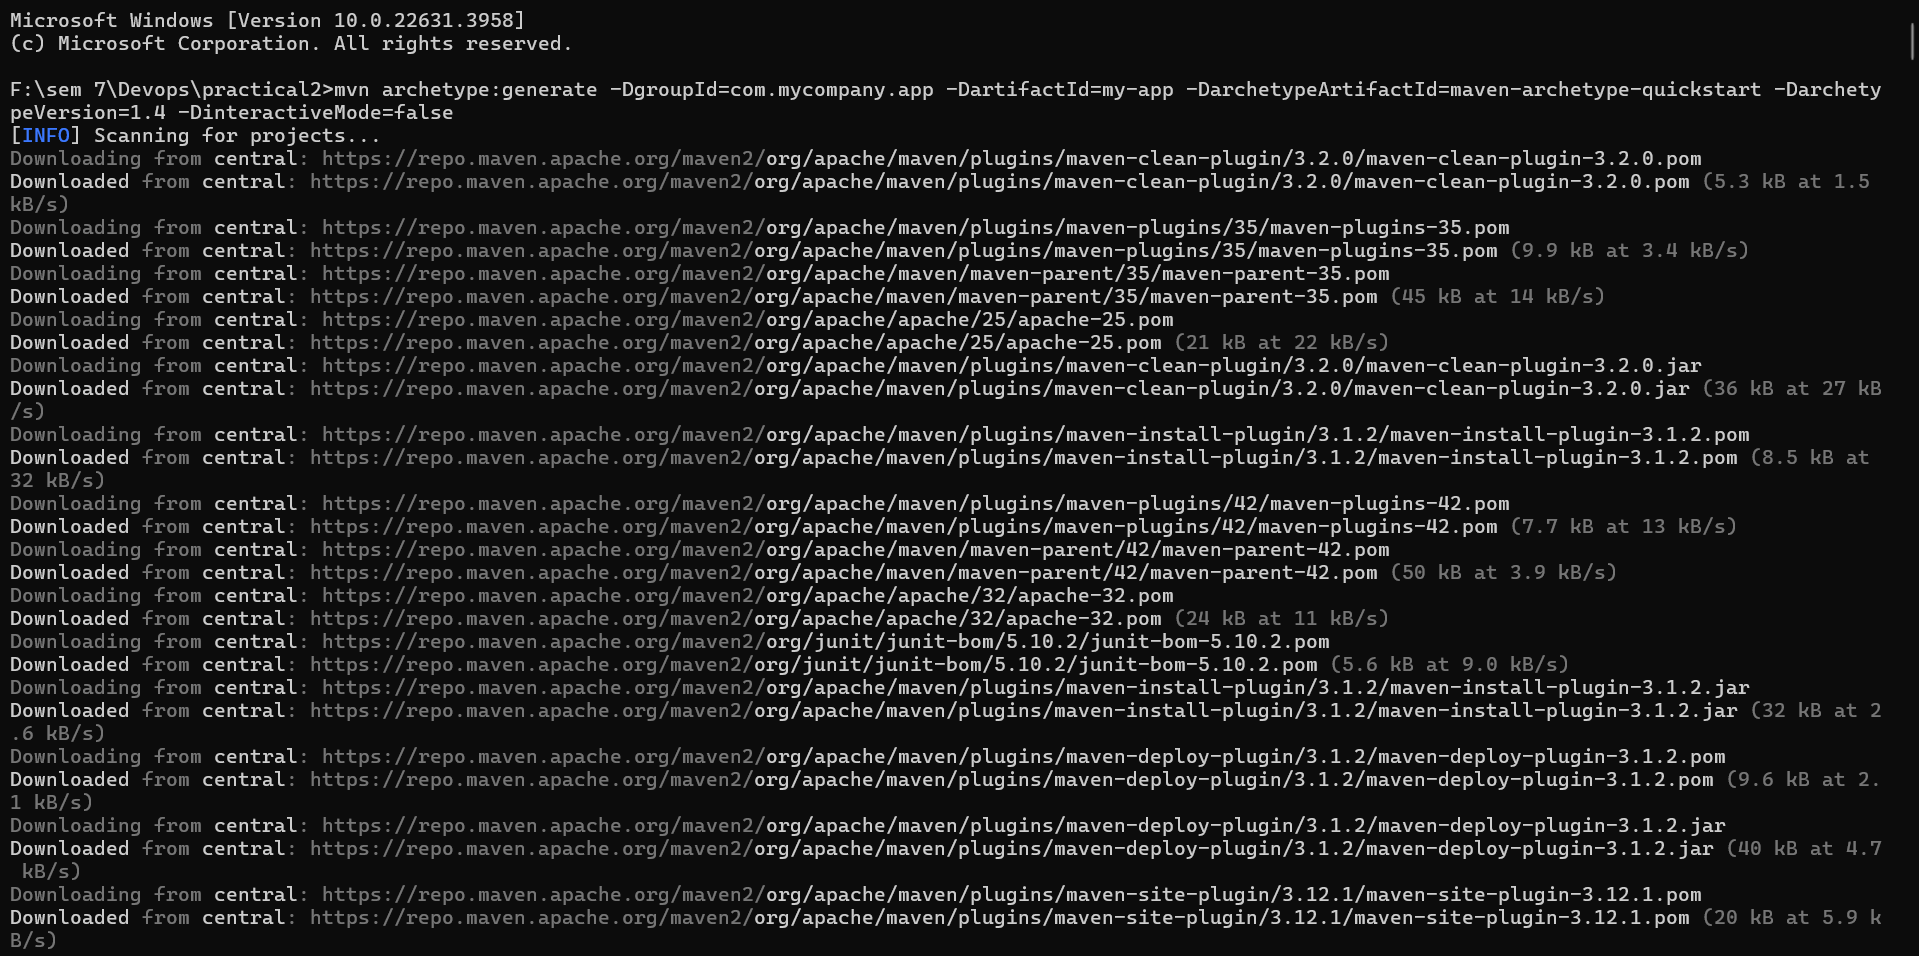 Microsoft Windows [Version 10.0.22631.3958]
(c) Microsoft Corporation. All rights reserved.
F:\sem 7\Devops\practical2>mvn archetype:generate -DgroupId=com.mycompany.app -DartifactId=my-app -DarchetypeArtifactId=maven-archetype-quickstart -Darchety
peVersion=1.4 -DinteractiveMode=false
[INFO] Scanning for projects...
Downloading from central: https://repo.maven.apache.org/maven2/org/apache/maven/plugins/maven-clean-plugin/3.2.0/maven-clean-plugin-3.2.0.pom
Downloaded from central: https://repo.maven.apache.org/maven2/org/apache/maven/plugins/maven-clean-plugin/3.2.0/maven-clean-plugin-3.2.0.pom (5.3 kB at 1.5
kB/s)
Downloading from central: https://repo.maven.apache.org/maven2/org/apache/maven/plugins/maven-plugins/35/maven-plugins-35.pom
Downloaded from central: https://repo.maven.apache.org/maven2/org/apache/maven/plugins/maven-plugins/35/maven-plugins-35.pom (9.9 kB at 3.4 kB/s)
Downloading from central: https://repo.maven.apache.org/maven2/org/apache/maven/maven-parent/35/maven-parent-35.pom
Downloaded from central: https://repo.maven.apache.org/maven2/org/apache/maven/maven-parent/35/maven-parent-35.pom (45 kB at 14 kB/s)
Downloading from central: https://repo.maven.apache.org/maven2/org/apache/apache/25/apache-25.pom
Downloaded from central: https://repo.maven.apache.org/maven2/org/apache/apache/25/apache-25.pom (21 kB at 22 kB/s)
Downloading from central: https://repo.maven.apache.org/maven2/org/apache/maven/plugins/maven-clean-plugin/3.2.0/maven-clean-plugin-3.2.0.jar
Downloaded from central: https://repo.maven.apache.org/maven2/org/apache/maven/plugins/maven-clean-plugin/3.2.0/maven-clean-plugin-3.2.0.jar (36 kB at 27 kB
/s)
Downloading from central: https://repo.maven.apache.org/maven2/org/apache/maven/plugins/maven-install-plugin/3.1.2/maven-install-plugin-3.1.2.pom
Downloaded from central: https://repo.maven.apache.org/maven2/org/apache/maven/plugins/maven-install-plugin/3.1.2/maven-install-plugin-3.1.2.pom (8.5 kB at
32 kB/s)
Downloading from central: https://repo.maven.apache.org/maven2/org/apache/maven/plugins/maven-plugins/42/maven-plugins-42.pom
Downloaded from central: https://repo.maven.apache.org/maven2/org/apache/maven/plugins/maven-plugins/42/maven-plugins-42.pom (7.7 kB at 13 kB/s)
Downloading from central: https://repo.maven.apache.org/maven2/org/apache/maven/maven-parent/42/maven-parent-42.pom
Downloaded from central: https://repo.maven.apache.org/maven2/org/apache/maven/maven-parent/42/maven-parent-42.pom (50 kB at 3.9 kB/s)
Downloading from central: https://repo.maven.apache.org/maven2/org/apache/apache/32/apache-32.pom
Downloaded from central: https://repo.maven.apache.org/maven2/org/apache/apache/32/apache-32.pom (24 kB at 11 kB/s)
Downloading from central: https://repo.maven.apache.org/maven2/org/junit/junit-bom/5.10.2/junit-bom-5.10.2.pom
Downloaded from central: https://repo.maven.apache.org/maven2/org/junit/junit-bom/5.10.2/junit-bom-5.10.2.pom (5.6 kB at 9.0 kB/s)
Downloading from central: https://repo.maven.apache.org/maven2/org/apache/maven/plugins/maven-install-plugin/3.1.2/maven-install-plugin-3.1.2.jar
Downloaded from central: https://repo.maven.apache.org/maven2/org/apache/maven/plugins/maven-install-plugin/3.1.2/maven-install-plugin-3.1.2.jar (32 kB at 2
.6 kB/s)
Downloading from central: https://repo.maven.apache.org/maven2/org/apache/maven/plugins/maven-deploy-plugin/3.1.2/maven-deploy-plugin-3.1.2.pom
Downloaded from central: https://repo.maven.apache.org/maven2/org/apache/maven/plugins/maven-deploy-plugin/3.1.2/maven-deploy-plugin-3.1.2.pom (9.6 kB at 2.
1 kB/s)
Downloading from central: https://repo.maven.apache.org/maven2/org/apache/maven/plugins/maven-deploy-plugin/3.1.2/maven-deploy-plugin-3.1.2.jar
Downloaded from central: https://repo.maven.apache.org/maven2/org/apache/maven/plugins/maven-deploy-plugin/3.1.2/maven-deploy-plugin-3.1.2.jar (40 kB at 4.7
kB/s)
Downloading from central: https://repo.maven.apache.org/maven2/org/apache/maven/plugins/maven-site-plugin/3.12.1/maven-site-plugin-3.12.1.pom
Downloaded from central: https://repo.maven.apache.org/maven2/org/apache/maven/plugins/maven-site-plugin/3.12.1/maven-site-plugin-3.12.1.pom (20 kB at 5.9 k
B/s)